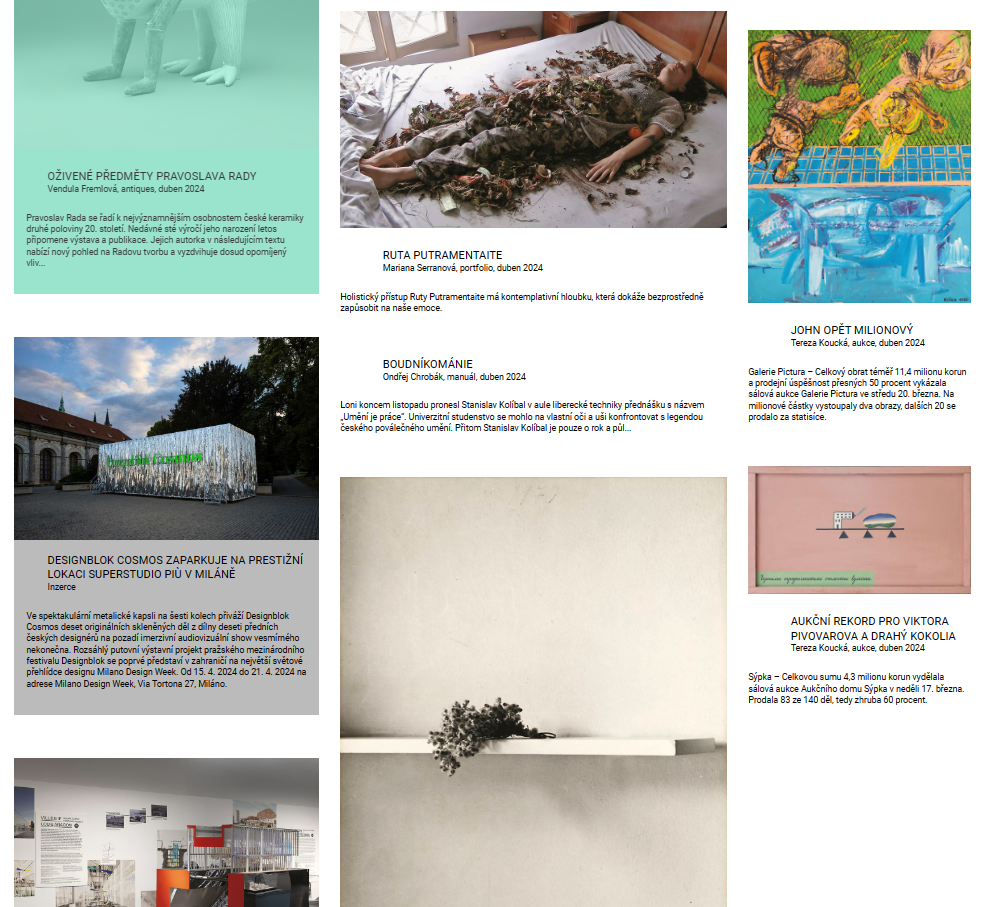 OŽIVENÉ PŘEDMĚTY PRAVOSLAVA RADY
Vendula Fremlová, antiques, duben 2024
Pravoslav Rada se řadí k nejvýznamnějším osobnostem české keramiky
druhé poloviny 20. století. Nedávné sté výročí jeho narození letos
připomene výstava a publikace. Jejich autorka v následujícím textu
nabízí nový pohled na Radovu tvorbu a vyzdvihuje dosud opomíjený
vliv...
DESIGNBLOK COSMOS ZAPARKUJE NA PRESTIŽNÍ
LOKACI SUPERSTUDIO PIÙ V MILÁNĚ
Inzerce
Ve spektakulární metalické kapsli na šesti kolech přiváží Designblok
Cosmos deset originálních skleněných děl z dílny deseti předních
českých designérů na pozadí imerzivní audiovizuální show vesmírného
nekonečna. Rozsáhlý putovní výstavní projekt pražského mezinárodního
festivalu Designblok se poprvé představí v zahraničí na největší světové
přehlídce designu Milano Design Week. Od 15. 4. 2024 do 21. 4. 2024 na
adrese Milano Design Week, Via Tortona 27, Miláno.
RUTA PUTRAMENTAITE
Mariana Serranová, portfolio, duben 2024
Holistický přístup Ruty Putramentaite má kontemplativní hloubku, která dokáže bezprostředně
zapůsobit na naše emoce.
BOUDNÍKOMÁNIE
Ondřej Chrobák, manuál, duben 2024
Loni koncem listopadu pronesl Stanislav Kolíbal v aule liberecké techniky přednášku s názvem
„Umění je práce“. Univerzitní studenstvo se mohlo na vlastní oči a uši konfrontovat s legendou
českého poválečného umění. Přitom Stanislav Kolíbal je pouze o rok a půl...
JOHN OPĚT MILIONOVÝ
Tereza Koucká, aukce, duben 2024
Galerie Pictura – Celkový obrat téměř 11,4 milionu korun
a prodejní úspěšnost přesných 50 procent vykázala
sálová aukce Galerie Pictura ve středu 20. března. Na
milionové částky vystoupaly dva obrazy, dalších 20 se
prodalo za statisíce.
AUKČNÍ REKORD PRO VIKTORA
PIVOVAROVA A DRAHÝ KOKOLIA
Tereza Koucká, aukce, duben 2024
Sýpka – Celkovou sumu 4,3 milionu korun vydělala
sálová aukce Aukčního domu Sýpka v neděli 17. března.
Prodala 83 ze 140 děl, tedy zhruba 60 procent.